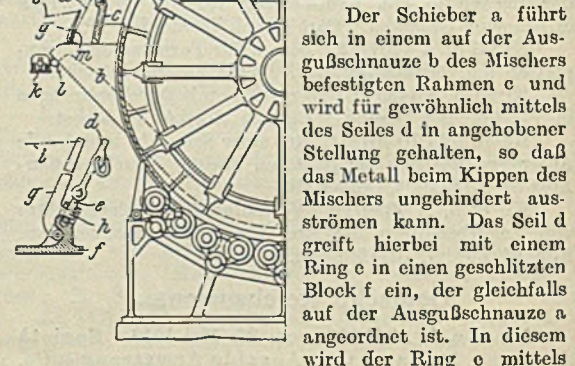 Der Schieber a führt
sich in einem auf der Aus-
gußschnauze b des Mischers
befestigten Rahmen c und
wird für gewöhnlich mittels
des Seiles d in angehobener
Stellung gehalten, so daß
das Metall beim Kippen des
Mischers ungehindert aus-
strömen kann. Das Seil d
greift hierbei mit einem
Ring e in einen geschlitzten
Block f ein, der gleichfalls
auf der Ausgußschnauze a
angeordnet ist. In diesem
wird der Ring e mittels
c
g
m
b
k
l
d
i
g
e
h
f